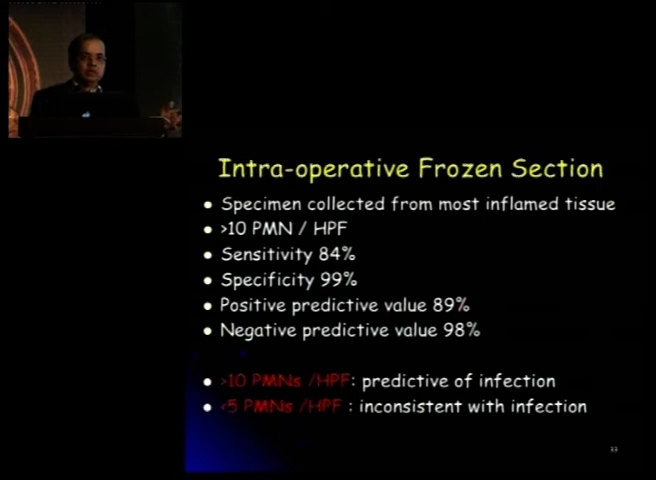 Intra-operative Frozen Section
● Specimen collected from most inflamed tissue
● >10 PMN / HPF
● Sensitivity 84%
● Specificity 99%
● Positive predictive value 89%
● Negative predictive value 98%
● >10 PMNs /HPF: predictive of infection
● <5 PMNs /HPF : inconsistent with infection
33